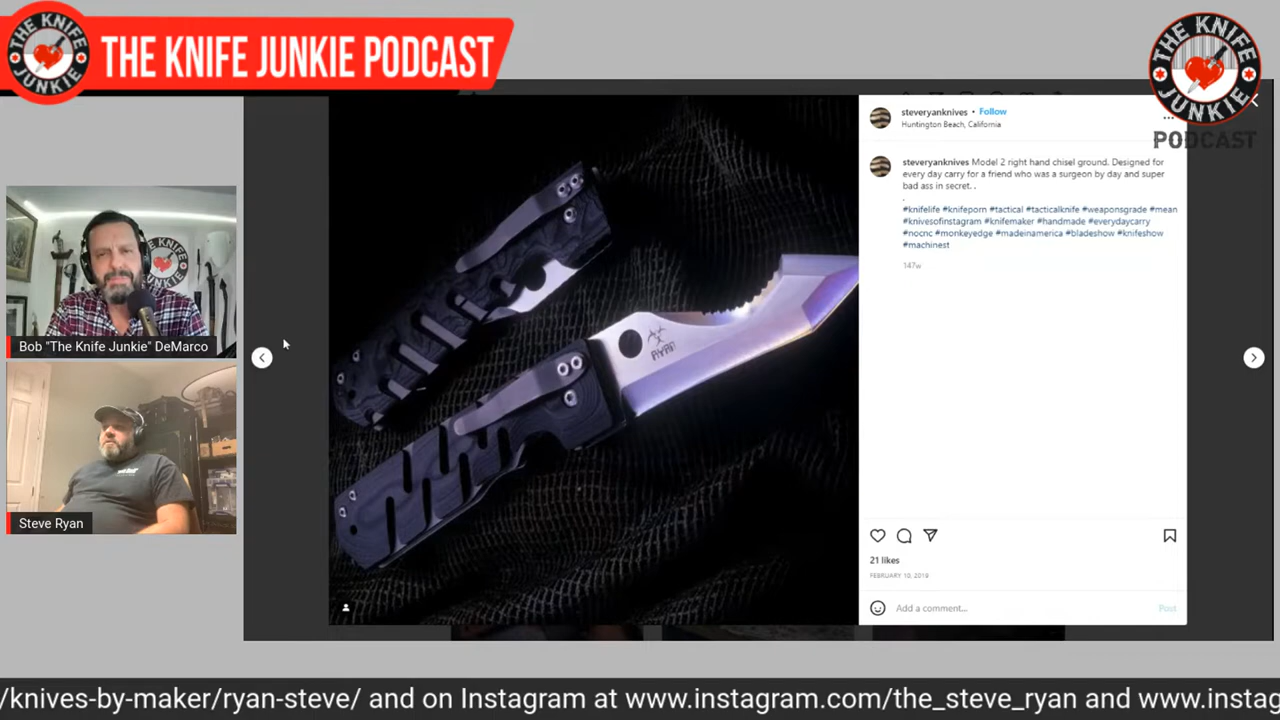 THE KNIFE JUNKIE
THE KNIFE JUNKIE PODCAST
THE KNIFE JUNKIE
PODCAST
steveryanknives • Follow
Huntington Beach, California
steveryanknives Model 2 right hand chisel ground. Designed for
every day carry for a friend who was a surgeon by day and super
bad ass in secret. .
.
#knifelife #knifeporn #tactical #tacticalknife #weaponsgrade #mean
#knivesofinstagram #knifemaker #handmade #everydaycarry
#nocnc #monkeyedge #madeinamerica #bladeshow #knifeshow
#machinest
147w
RYAN
Bob "The Knife Junkie" DeMarco
Steve Ryan
21 likes
FEBRUARY 10, 2019
Add a comment...
Post
/knives-by-maker/ryan-steve/ and on Instagram at www.instagram.com/the_steve_ryan and www.instag